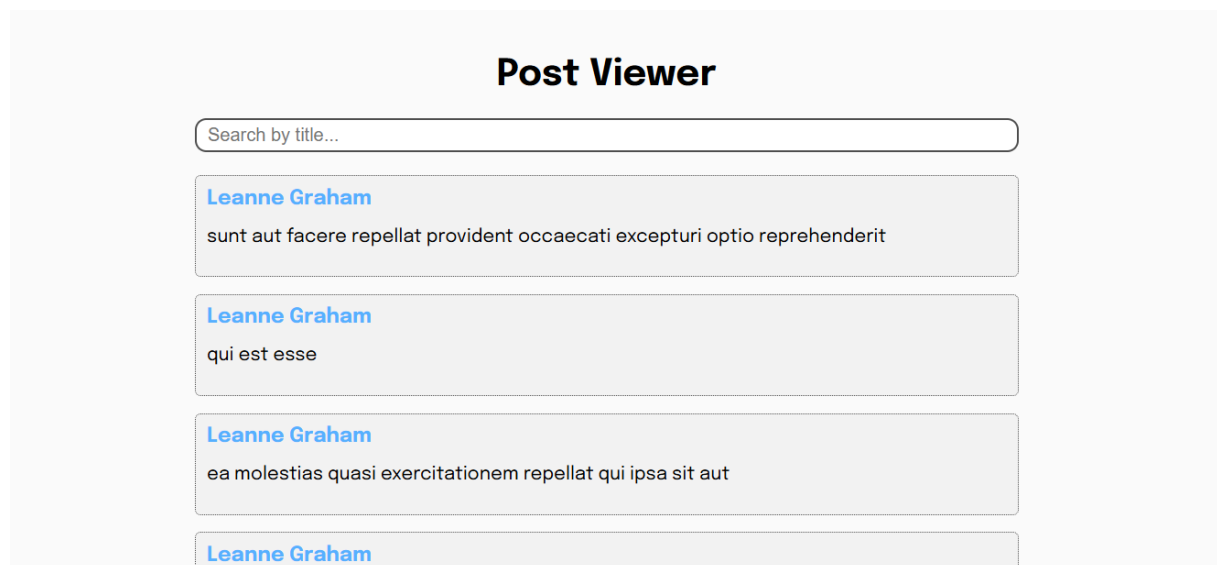 Post Viewer
Search by title...
Leanne Graham
sunt aut facere repellat provident occaecati excepturi optio reprehenderit
Leanne Graham
qui est esse
Leanne Graham
ea molestias quasi exercitationem repellat qui ipsa sit aut
Leanne Graham